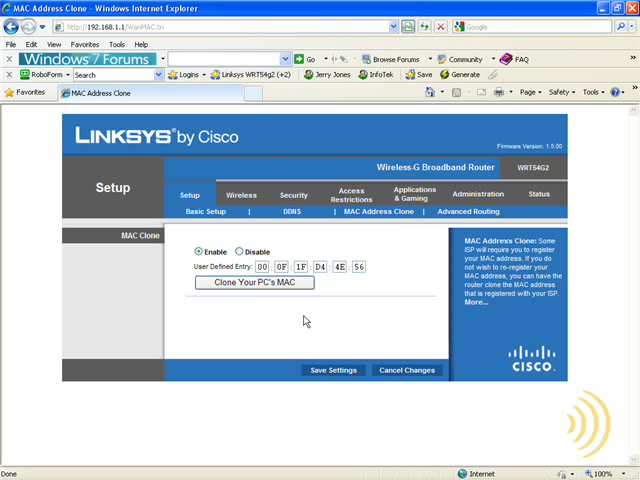 MAC Address Clone - Windows Internet Explorer
http://192.168.1.1/WanMAC.tri
Google
File Edit View Favorites Tools Help
Windows 7 Forums Go Browse Forums Community FAQ
RoboForm Search Logins Linksys WRT54g2 (+2) Jerry Jones InfoTek Save Generate
Favorites MAC Address Clone Page Safety Tools
LINKSYS by Cisco
Firmware Version: 1.5.00
Wireless-G Broadband Router WRT54G2
Setup
Setup Wireless Security Access Restrictions Applications & Gaming Administration Status
Basic Setup | DDNS | MAC Address Clone | Advanced Routing
MAC Clone
Enable Disable
User Defined Entry: 00 : 0F : 1F : D4 : 4E : 56
Clone Your PC's MAC
MAC Address Clone: Some
ISP will require you to
register your MAC
address. If you do
not wish to re-register your
MAC address, you can have
the router clone the MAC
address that is registered
with your ISP.
More...
Save Settings Cancel Changes
CISCO.
Done Internet 100%